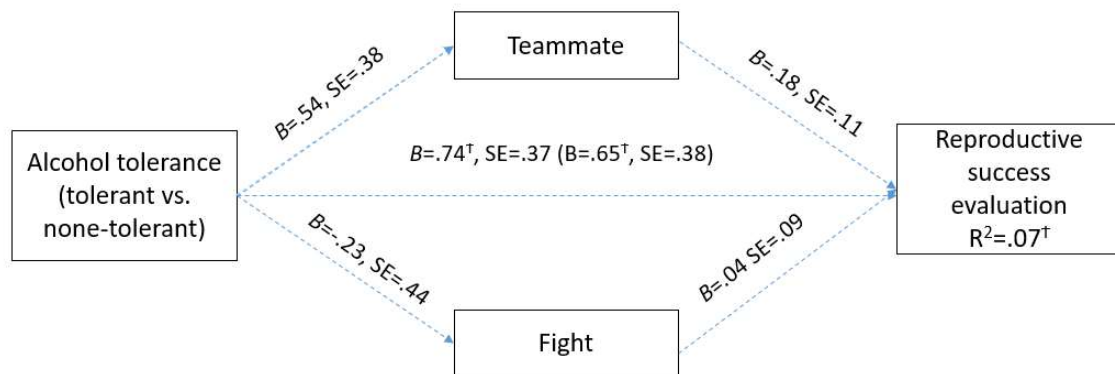 Teammate
B=.54, SE=.38
B=.18, SE=.11
Alcohol tolerance
(tolerant vs.
none-tolerant)
B=.74†, SE=.37 (B=.65†, SE=.38)
Reproductive
success
evaluation
R²=.07†
B=-.23, SE=.44
B=.04 SE=.09
Fight